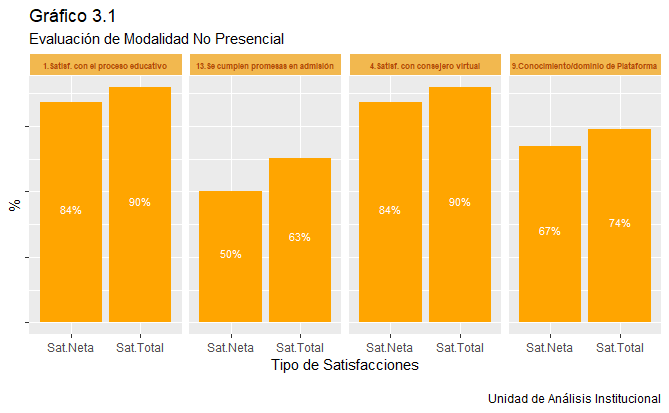 Gráfico 3.1
Evaluación de Modalidad No Presencial
1.Satisf. con el proceso educativo
13.Se cumplen promesas en admisión
4.Satisf. con consejero virtual
9.Conocimiento/dominio de Plataforma
%
84%
90%
50%
63%
84%
90%
67%
74%
Sat.Neta
Sat.Total
Sat.Neta
Sat.Total
Sat.Neta
Sat.Total
Sat.Neta
Sat.Total
Tipo de Satisfacciones
Unidad de Análisis Institucional